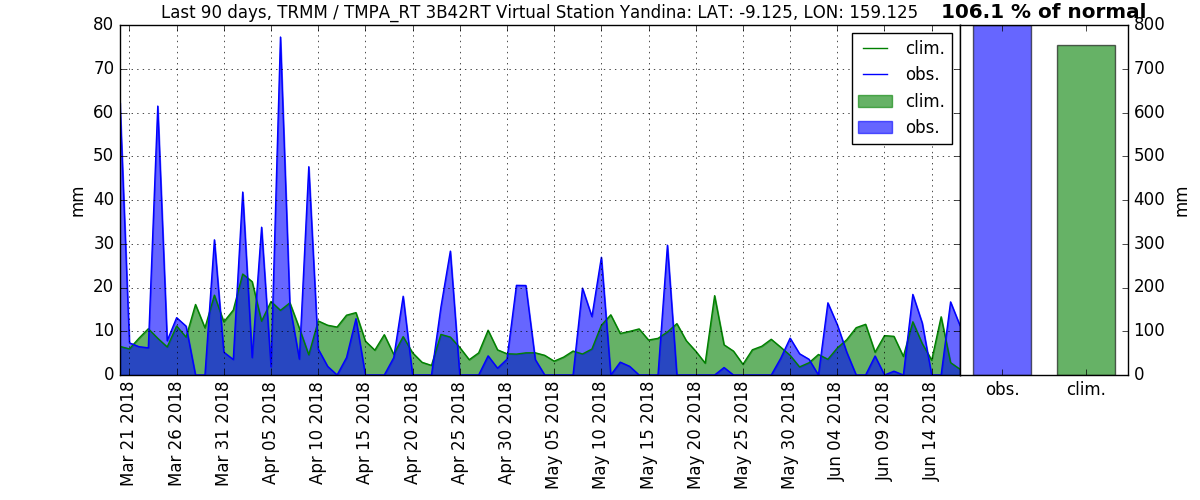 Last 90 days, TRMM / TMPA_RT 3B42RT Virtual Station Yandina: LAT: -9.125, LON: 159.125
106.1 % of normal
80
70
60
50
40
30
20
10
0
mm
clim.
obs.
clim.
obs.
800
700
600
500
400
300
200
100
0
mm
Mar 21 2018
Mar 26 2018
Mar 31 2018
Apr 05 2018
Apr 10 2018
Apr 15 2018
Apr 20 2018
Apr 25 2018
Apr 30 2018
May 05 2018
May 10 2018
May 15 2018
May 20 2018
May 25 2018
May 30 2018
Jun 04 2018
Jun 09 2018
Jun 14 2018
obs.
clim.